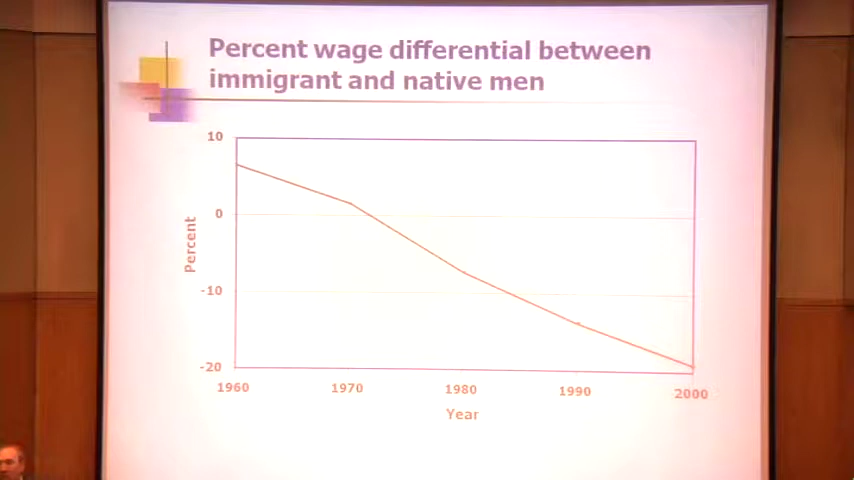 Percent wage differential between
immigrant and native men
10
0
-10
-20
Percent
1960 1970 1980 1990 2000
Year